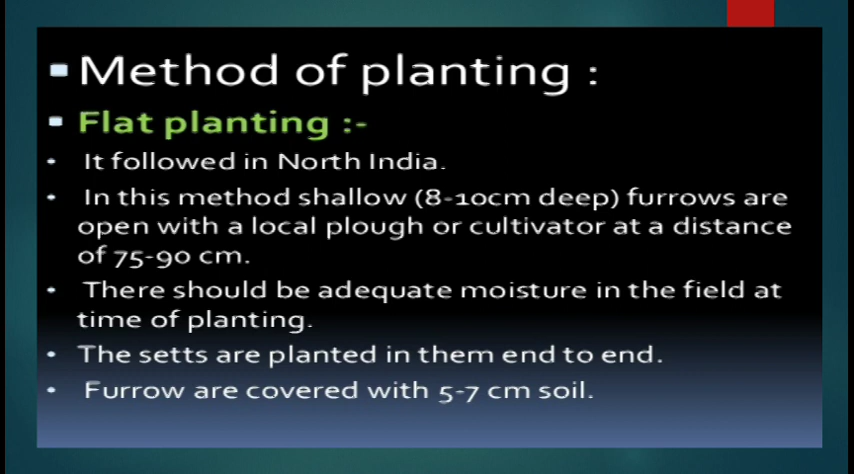 Method of planting :
Flat planting :-
It followed in North India.
In this method shallow (8-10cm deep) furrows are
open with a local plough or cultivator at a distance
of 75-90 cm.
There should be adequate moisture in the field at
time of planting.
The setts are planted in them end to end.
Furrow are covered with 5-7 cm soil.